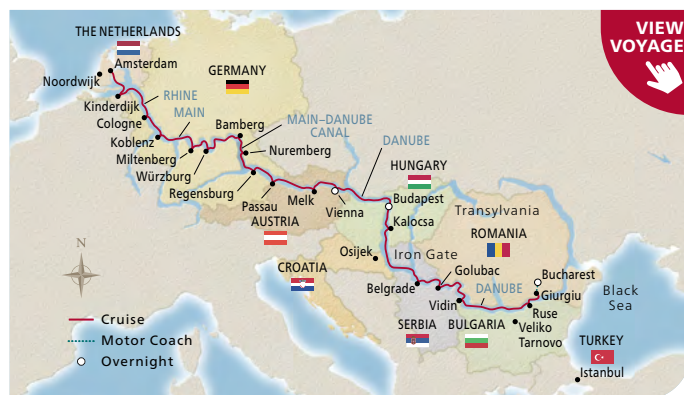 VIEW
VOYAGE
THE NETHERLANDS
Amsterdam
Noordwijk
GERMANY
Kinderdijk
RHINE
Cologne
MAIN
Bamberg
MAIN–DANUBE
CANAL
Koblenz
Miltenberg
Nuremberg
DANUBE
Würzburg
HUNGARY
Regensburg
Passau
Melk
Vienna
Budapest
AUSTRIA
Kalocsa
Transylvania
ROMANIA
N
Osijek
Iron Gate
CROATIA
Golubac
Bucharest
Belgrade
Giurgiu
Black
Sea
Vidin
DANUBE
Ruse
Cruise
SERBIA
BULGARIA
Veliko
Tarnovo
Motor Coach
TURKEY
Overnight
Istanbul